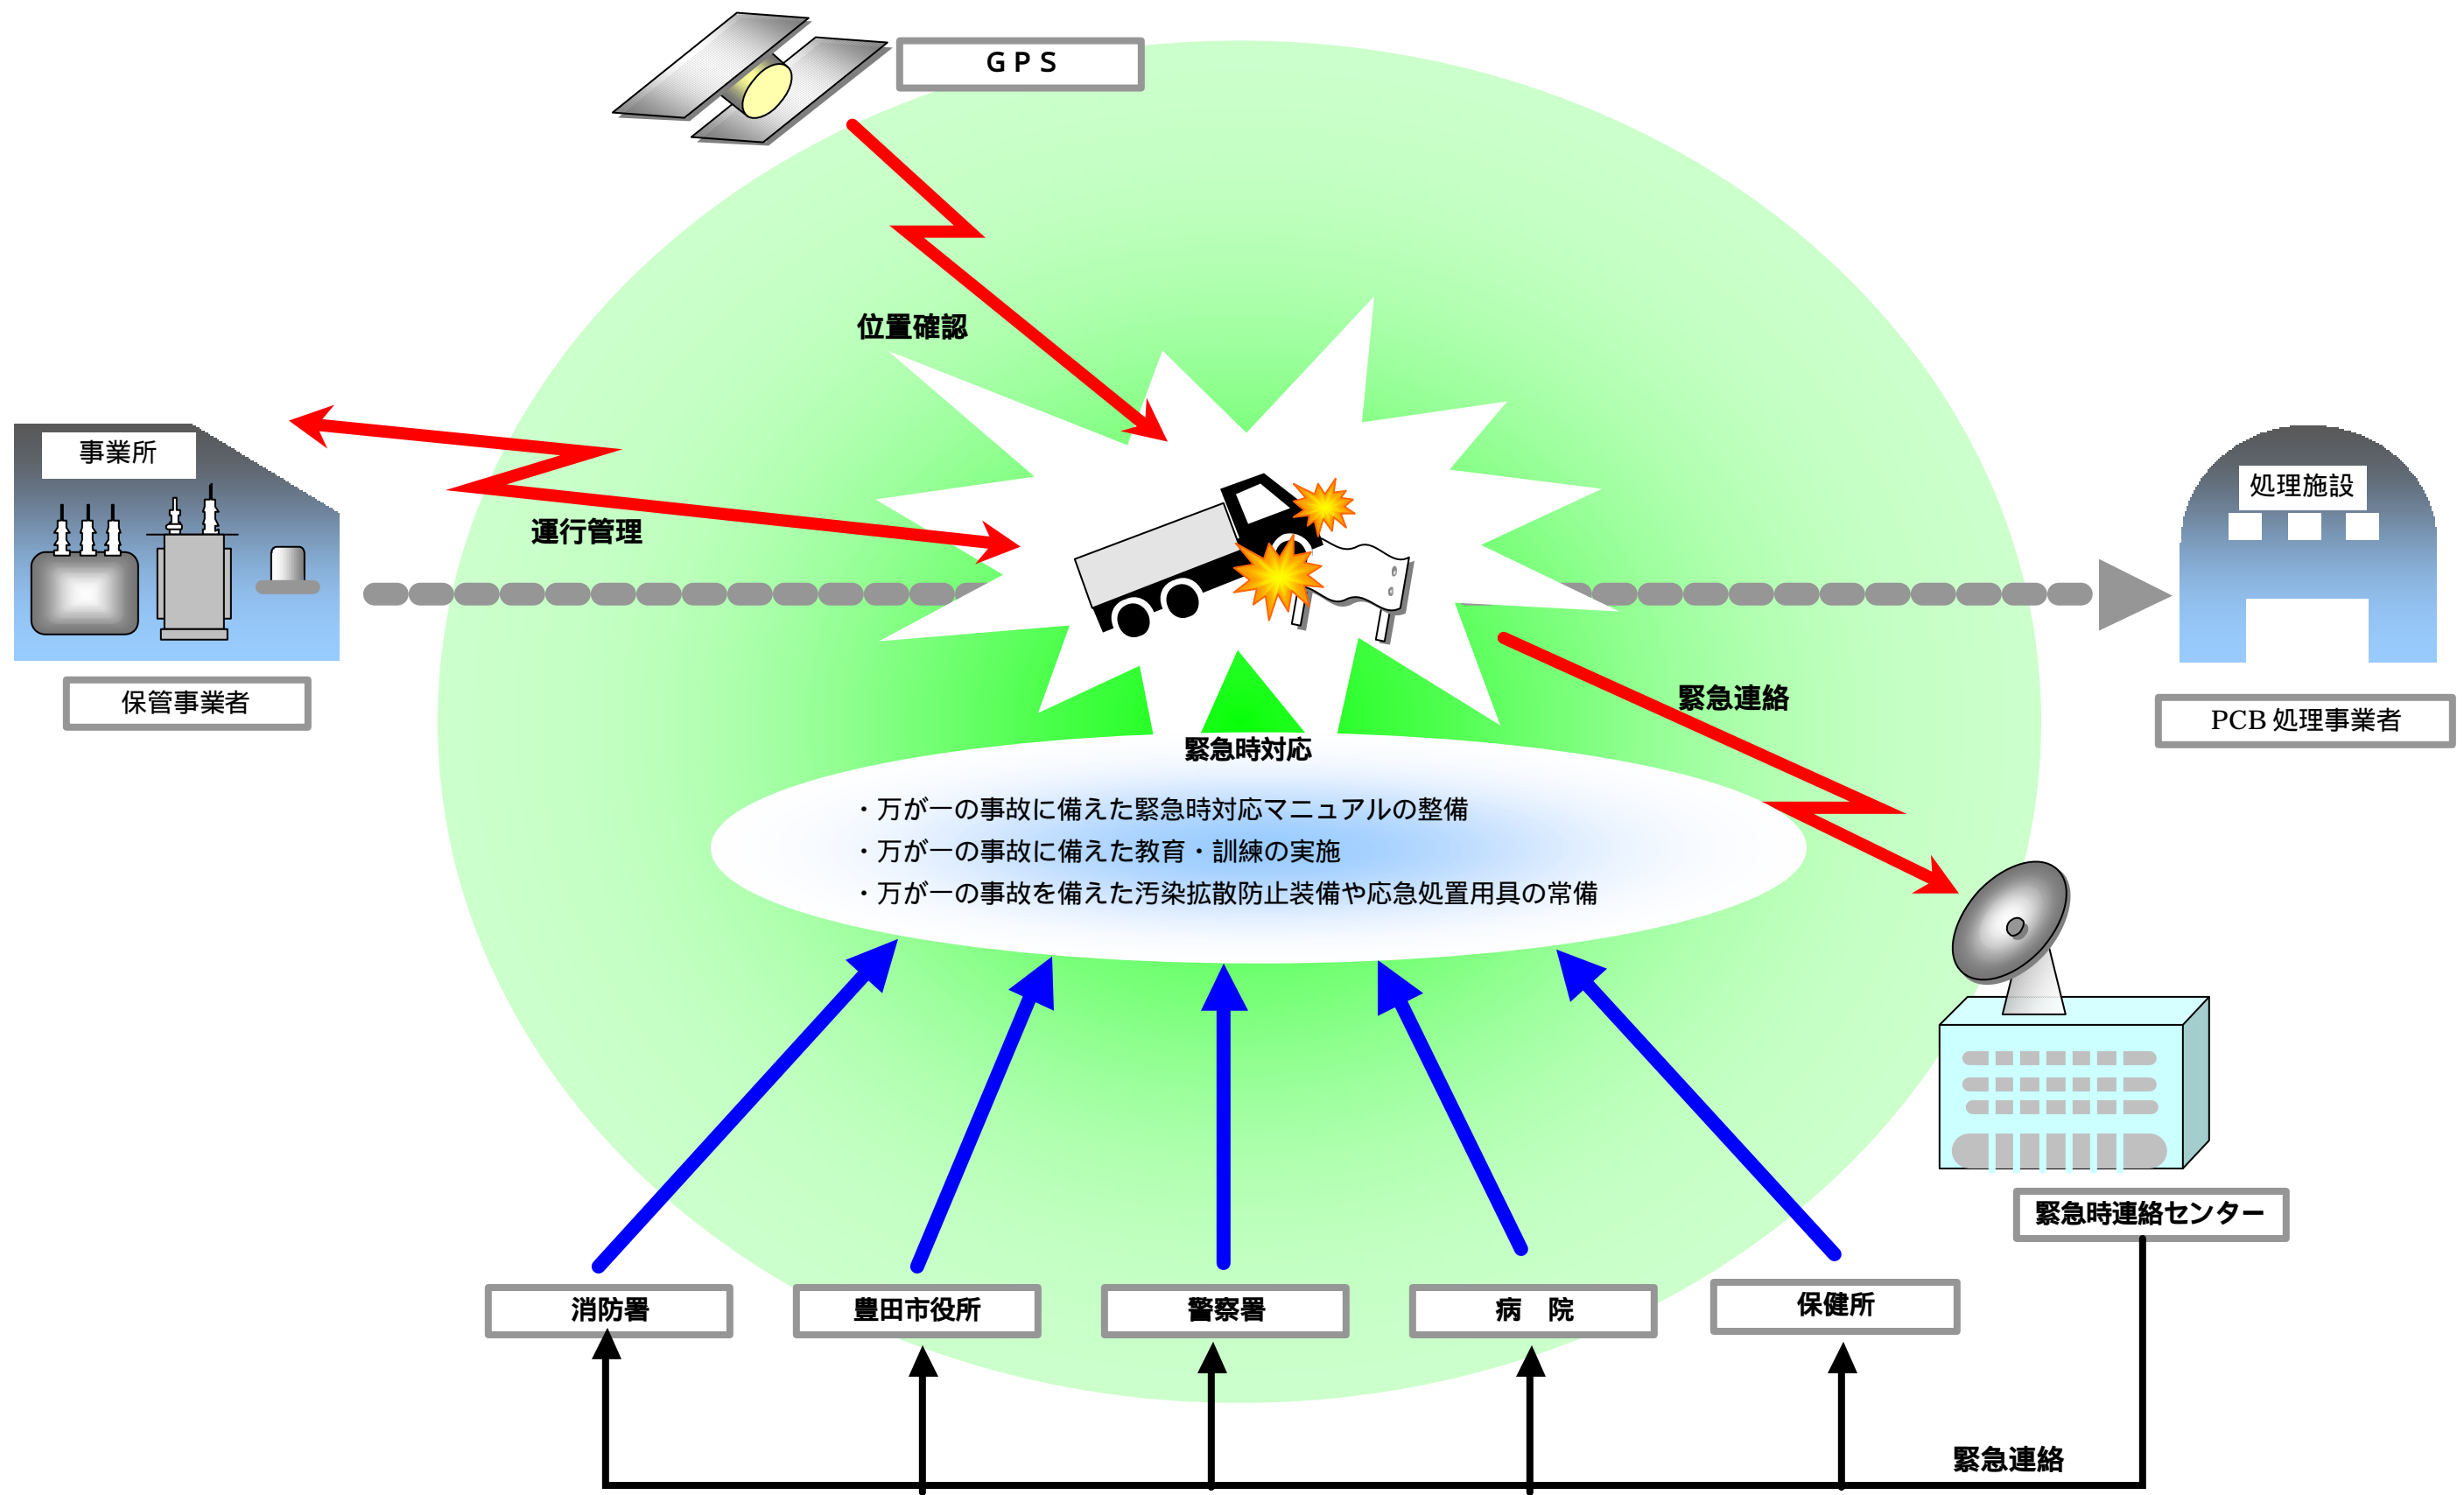 ＧＰＳ
位置確認
事業所
運行管理
処理施設
保管事業者
緊急連絡
PCB 処理事業者
緊急時対応
・万が一の事故に備えた緊急時対応マニュアルの整備
・万が一の事故に備えた教育・訓練の実施
・万が一の事故を備えた汚染拡散防止装備や応急処置用具の常備
緊急時連絡センター
消防署
豊田市役所
警察署
病　院
保健所
緊急連絡